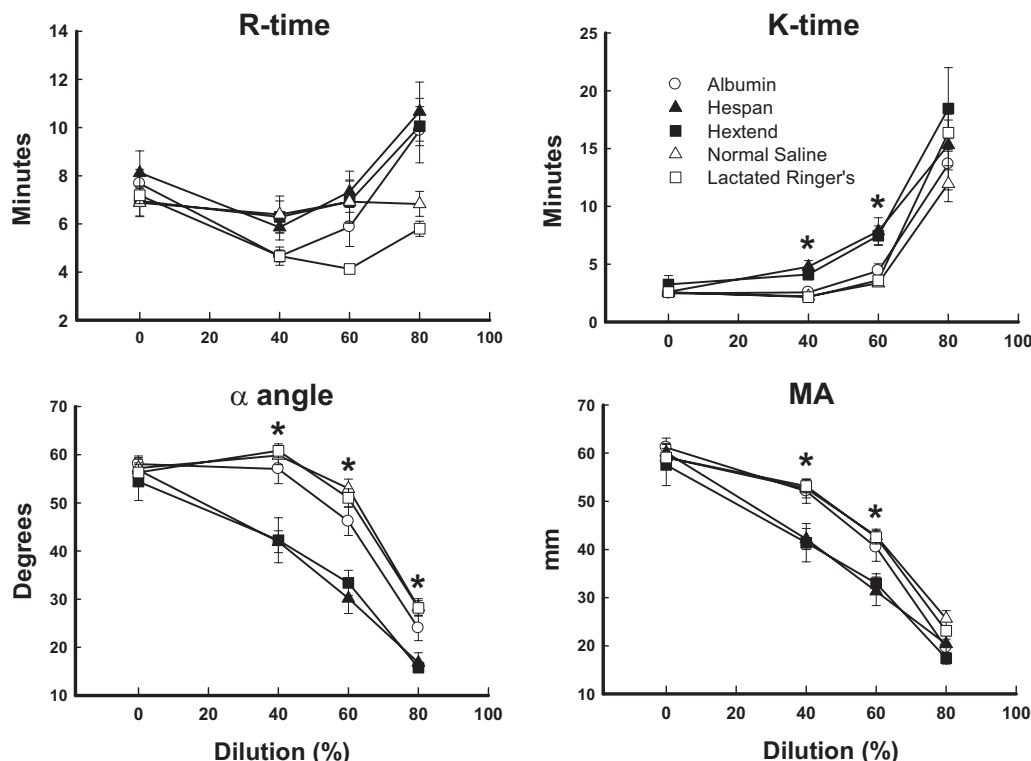 R-time
14
12
10
8
6
4
2
Minutes
0 20 40 60 80 100
K-time
25
20
15
10
5
0
Minutes
Albumin
Hespan
Hextend
Normal Saline
Lactated Ringer's
*
*
0 20 40 60 80 100
α angle
70
60
50
40
30
20
10
Degrees
*
*
*
0 20 40 60 80 100
Dilution (%)
MA
70
60
50
40
30
20
10
mm
*
*
0 20 40 60 80 100
Dilution (%)